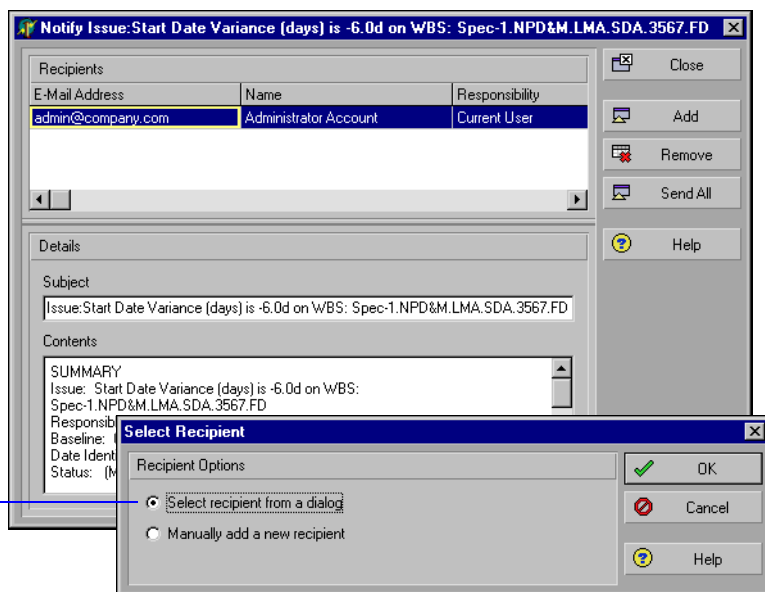 Notify Issue:Start Date Variance (days) is -6.0d on WBS: Spec-1.NPD&M.LMA.SDA.3567.FD
Recipients
E-Mail Address Name Responsibility
admin@company.com Administrator Account Current User
Close
Add
Remove
Send All
Help
Details
Subject
Issue:Start Date Variance (days) is -6.0d on WBS: Spec-1.NPD&M.LMA.SDA.3567.FD
Contents
SUMMARY
Issue: Start Date Variance (days) is -6.0d on WBS:
Spec-1.NPD&M.LMA.SDA.3567.FD
Baseline:
Date
Status:
Select Recipient
Recipient Options
Select recipient from a dialog
Manually add a new recipient
OK
Cancel
Help